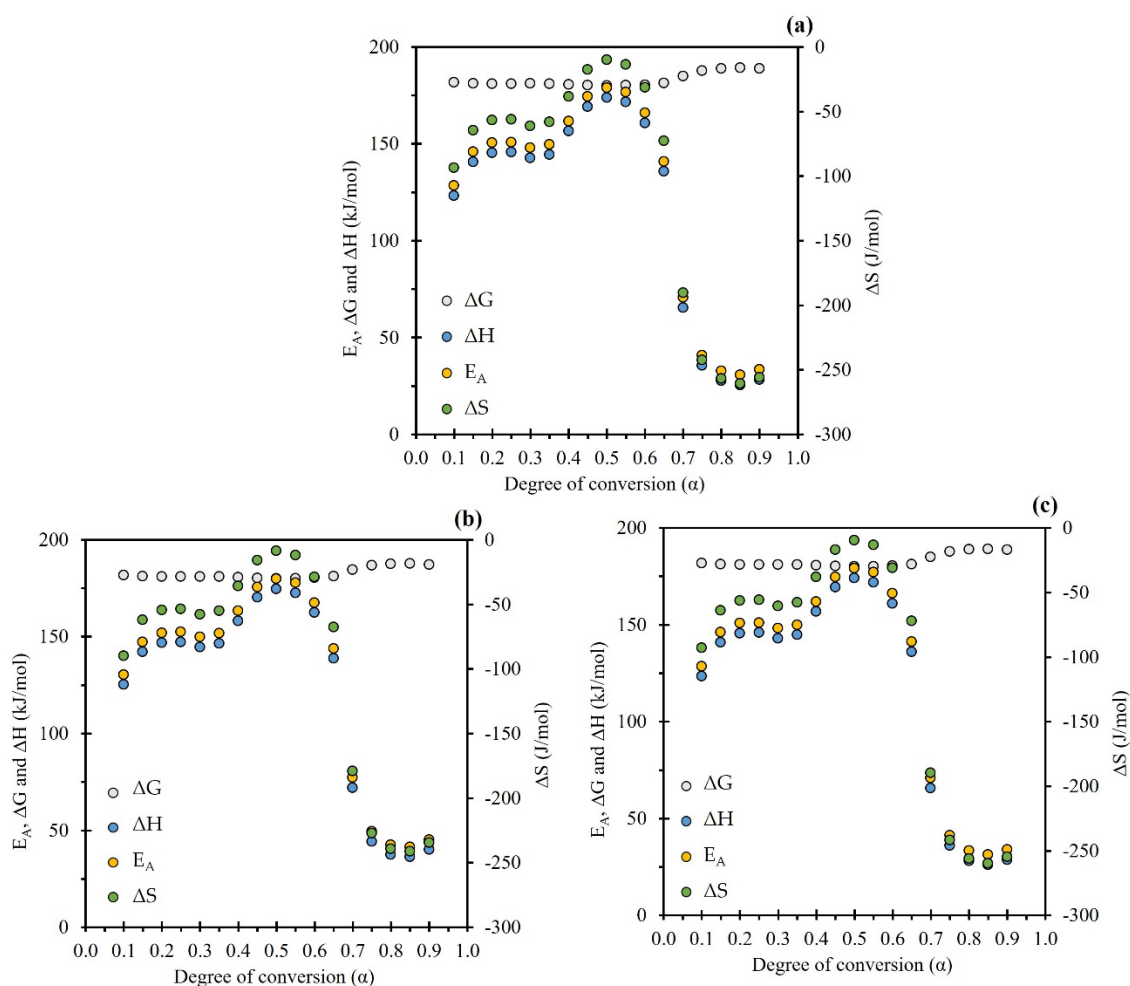 (a)
200
150
100
50
0
E_A, ΔG and ΔH (kJ/mol)
ΔG
ΔH
E_A
ΔS
0
-50
-100
-150
-200
-250
-300
ΔS (J/mol)
0.0 0.1 0.2 0.3 0.4 0.5 0.6 0.7 0.8 0.9 1.0
Degree of conversion (α)
(b)
200
150
100
50
0
E_A, ΔG and ΔH (kJ/mol)
ΔG
ΔH
E_A
ΔS
0
-50
-100
-150
-200
-250
-300
ΔS (J/mol)
0.0 0.1 0.2 0.3 0.4 0.5 0.6 0.7 0.8 0.9 1.0
Degree of conversion (α)
(c)
200
150
100
50
0
E_A, ΔG and ΔH (kJ/mol)
ΔG
ΔH
E_A
ΔS
0
-50
-100
-150
-200
-250
-300
ΔS (J/mol)
0.0 0.1 0.2 0.3 0.4 0.5 0.6 0.7 0.8 0.9 1.0
Degree of conversion (α)